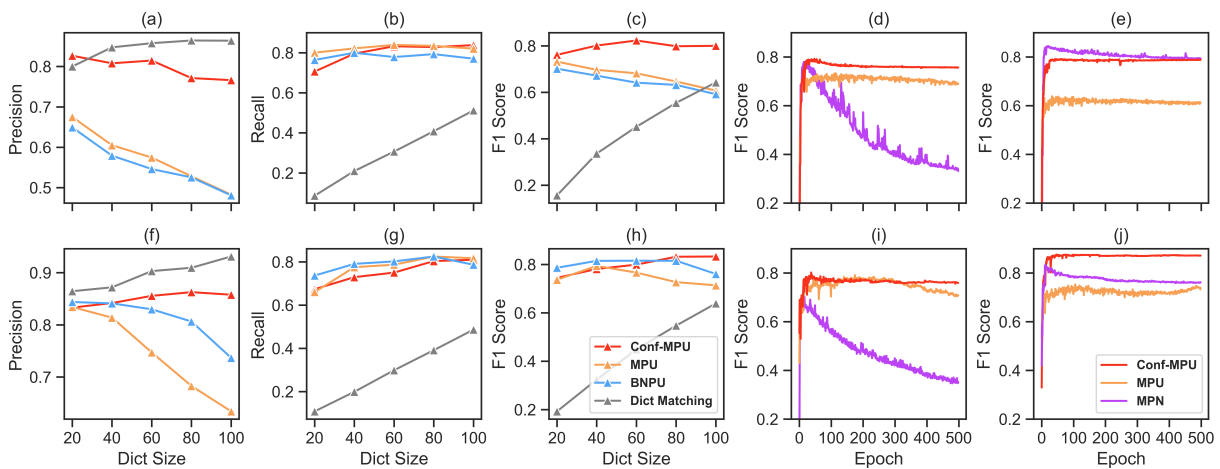 (a) (b) (c) (d) (e)
Precision
0.8
0.7
0.6
0.5
Recall
0.8
0.6
0.4
0.2
F1 Score
0.8
0.6
0.4
0.2
F1 Score
0.8
0.6
0.4
0.2
F1 Score
0.8
0.6
0.4
0.2
(f) (g) (h) (i) (j)
Precision
0.9
0.8
0.7
20 40 60 80 100
Dict Size
Recall
0.8
0.6
0.4
0.2
20 40 60 80 100
Dict Size
F1 Score
0.8
0.6
0.4
0.2
Conf-MPU
MPU
BNPU
Dict Matching
20 40 60 80 100
Dict Size
F1 Score
0.8
0.6
0.4
0.2
0 100 200 300 400 500
Epoch
F1 Score
0.8
0.6
0.4
0.2
Conf-MPU
MPU
MPN
0 100 200 300 400 500
Epoch